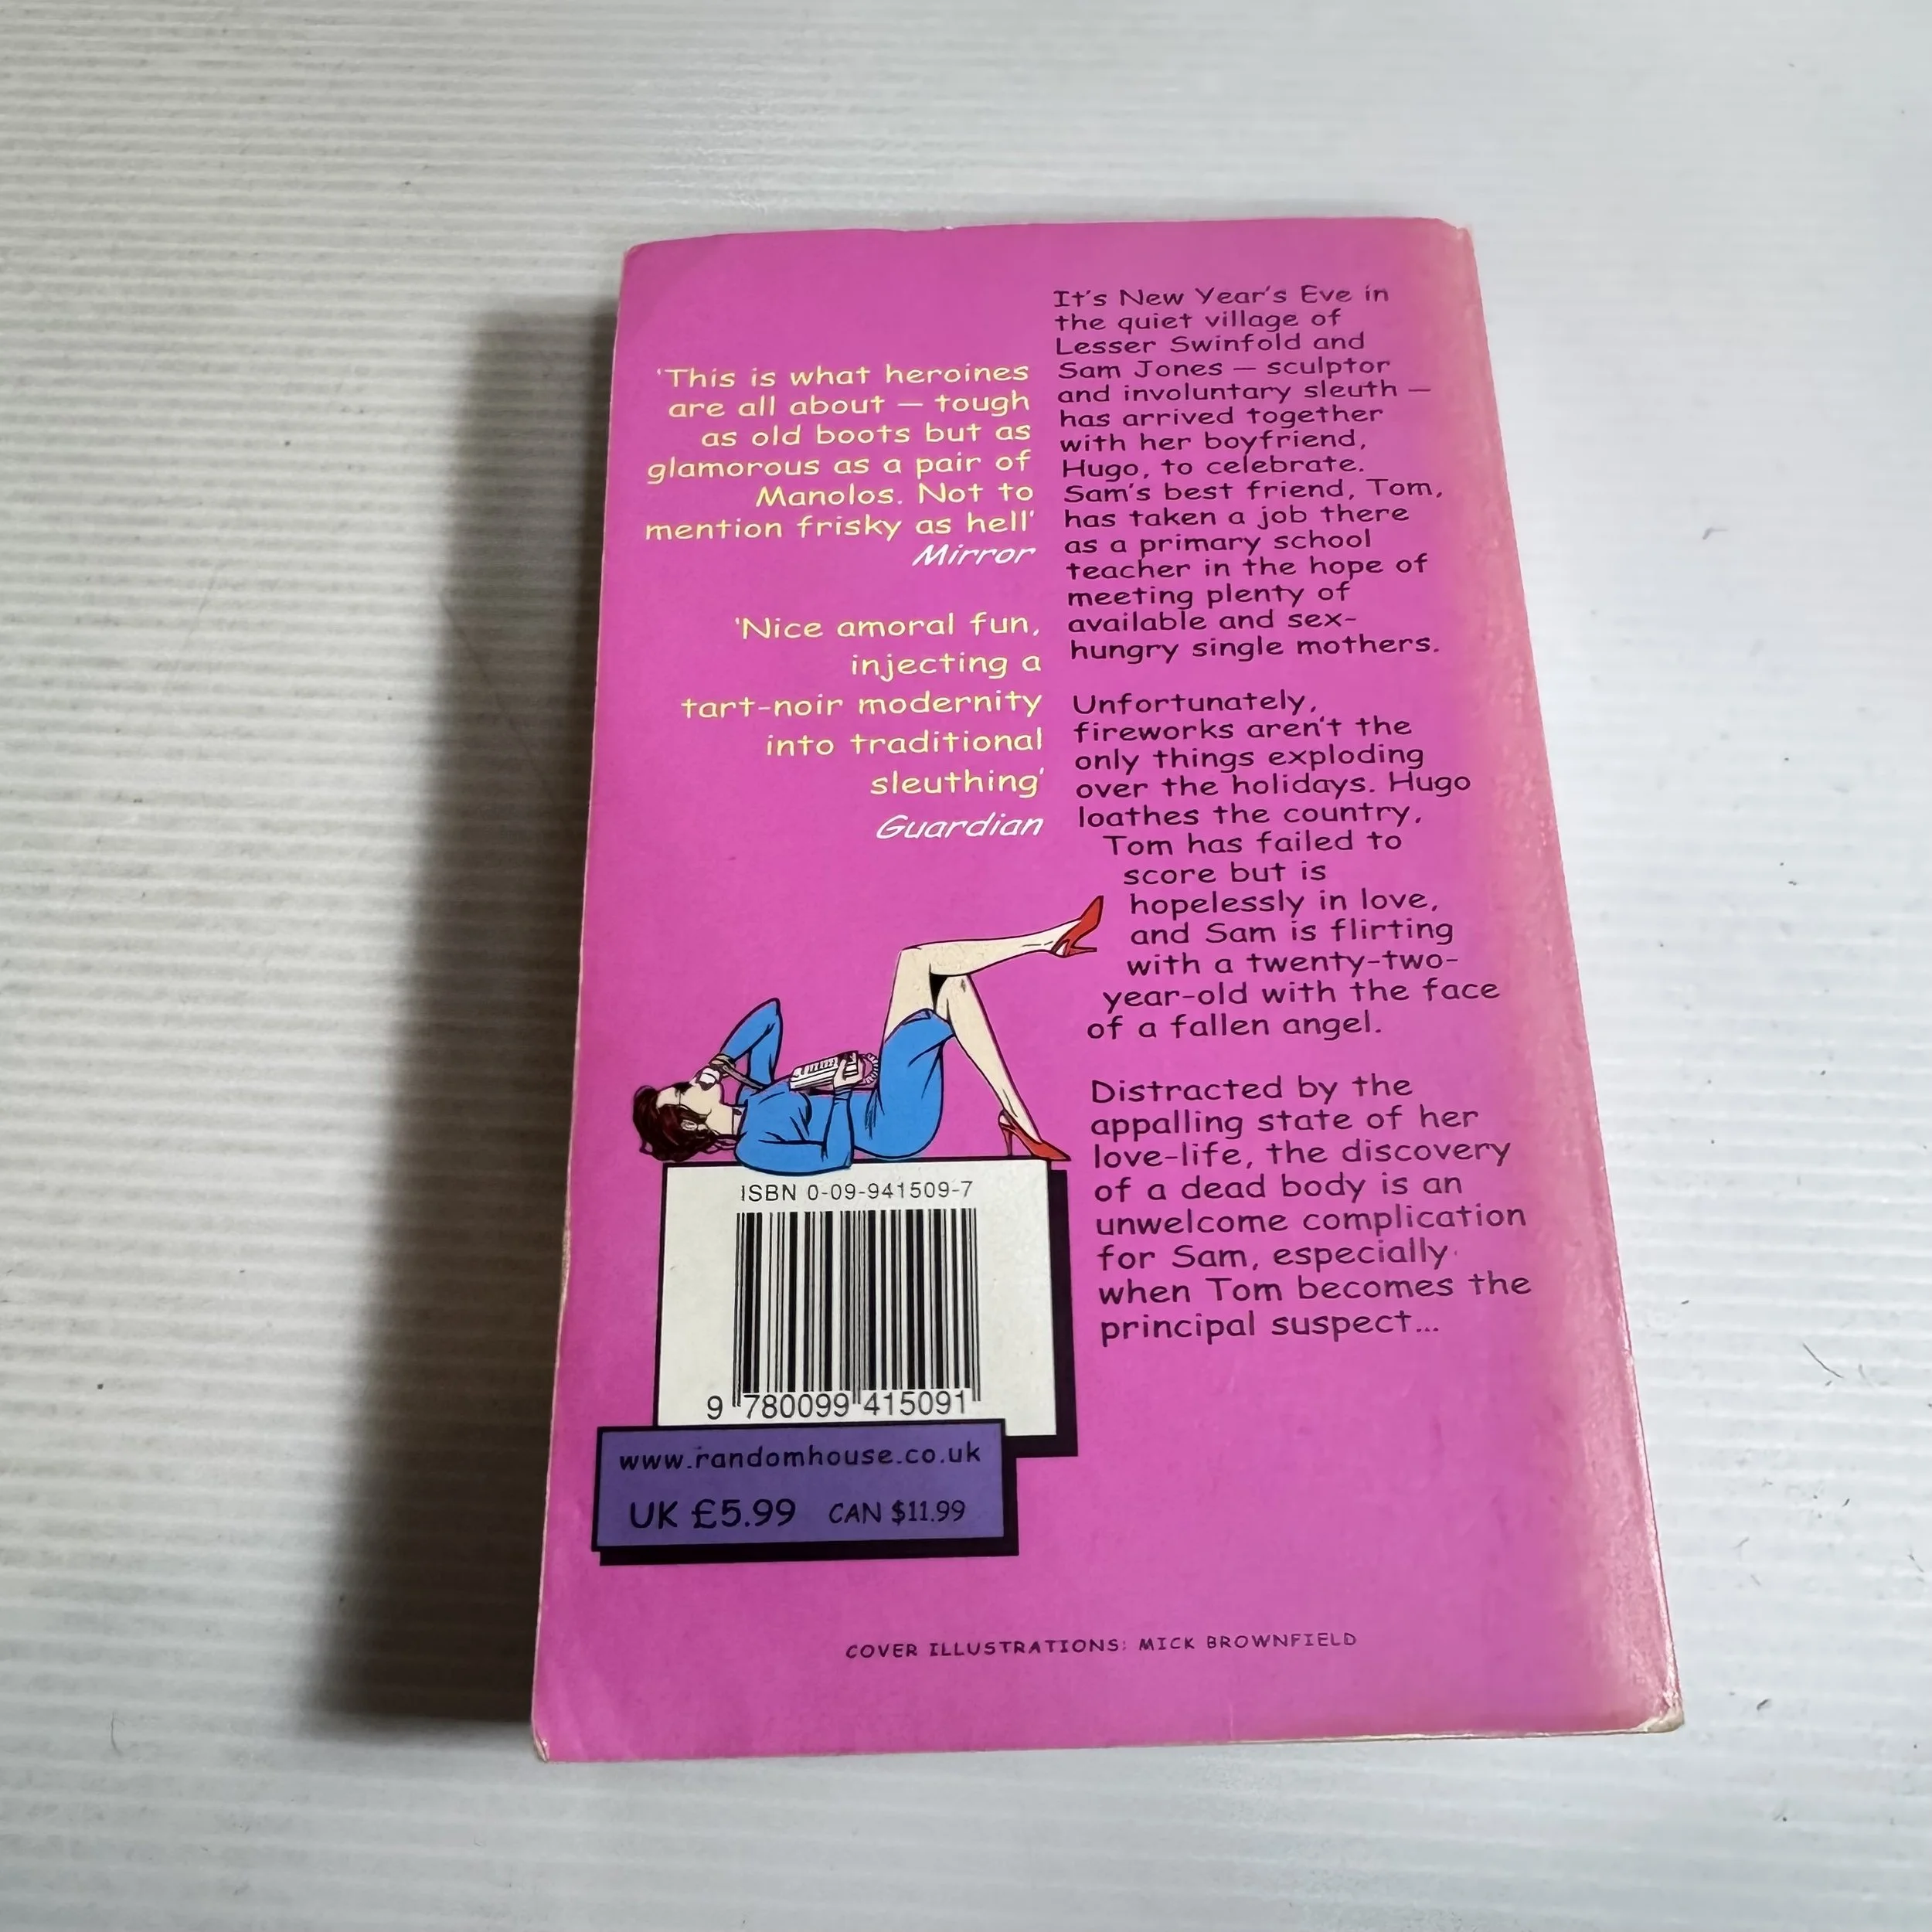 'This is what heroines
are all about — tough
as old boots but as
glamorous as a pair of
Manolos. Not to
mention frisky as hell'
Mirror
'Nice amoral fun,
injecting a
tart-noir modernity
into traditional
sleuthing'
Guardian
It's New Year's Eve in
the quiet village of
Lesser Swinfold and
Sam Jones — sculptor
and involuntary sleuth —
has arrived together
with her boyfriend,
Hugo, to celebrate.
Sam's best friend, Tom,
has taken a job there
as a primary school
teacher in the hope of
meeting plenty of
available and sex-
hungry single mothers.
Unfortunately,
fireworks aren't the
only things exploding
over the holidays. Hugo
loathes the country,
Tom has failed to
score but is
hopelessly in love,
and Sam is flirting
with a twenty-two-
year-old with the face
of a fallen angel.
Distracted by the
appalling state of her
love-life, the discovery
of a dead body is an
unwelcome complication
for Sam, especially
when Tom becomes the
principal suspect...
ISBN 0-09-941509-7
9 780099 415091
www.randomhouse.co.uk
UK £5.99 CAN $11.99
COVER ILLUSTRATIONS: MICK BROWNFIELD